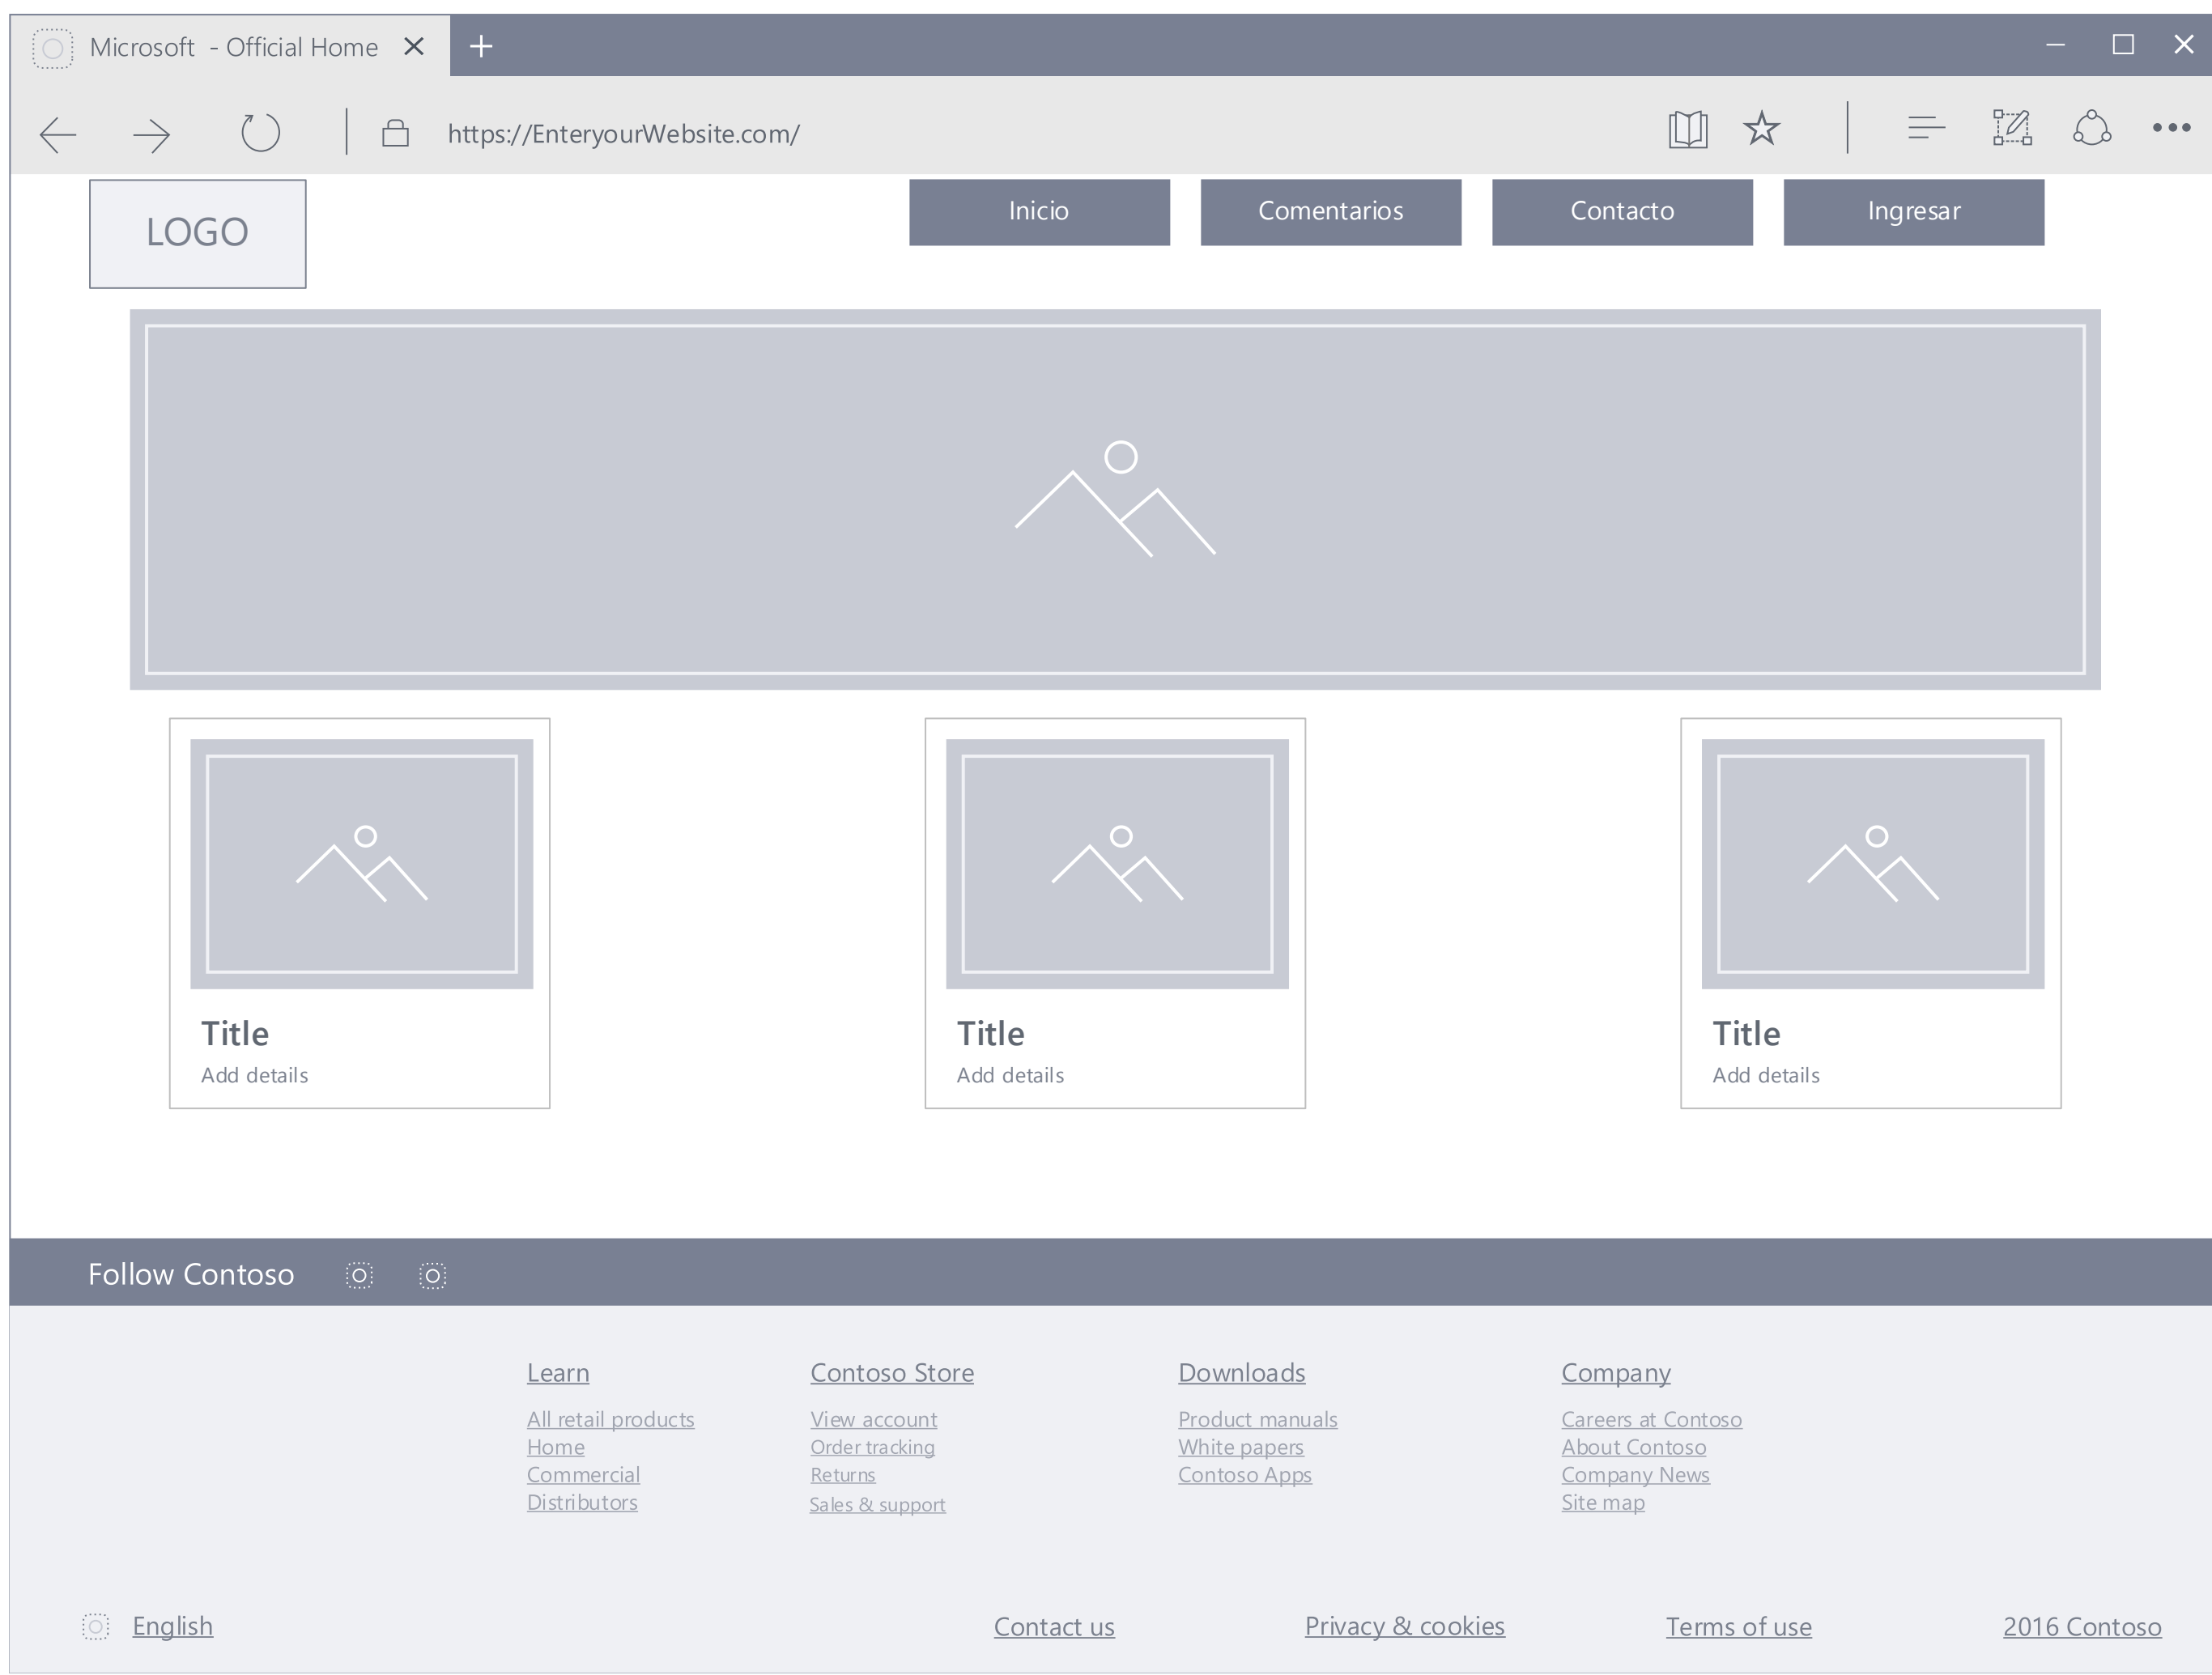 Microsoft  - Official Home
https://EnteryourWebsite.com/
LOGO
Inicio
Comentarios
Contacto
Ingresar
Title
Add details
Title
Add details
Title
Add details
Follow Contoso
Learn
All retail products
Home
Commercial
Distributors
Contoso Store
View account
Order tracking
Returns
Sales & support
Downloads
Product manuals
White papers
Contoso Apps
Company
Careers at Contoso
About Contoso
Company News
Site map
English
Contact us
Privacy & cookies
Terms of use
2016 Contoso